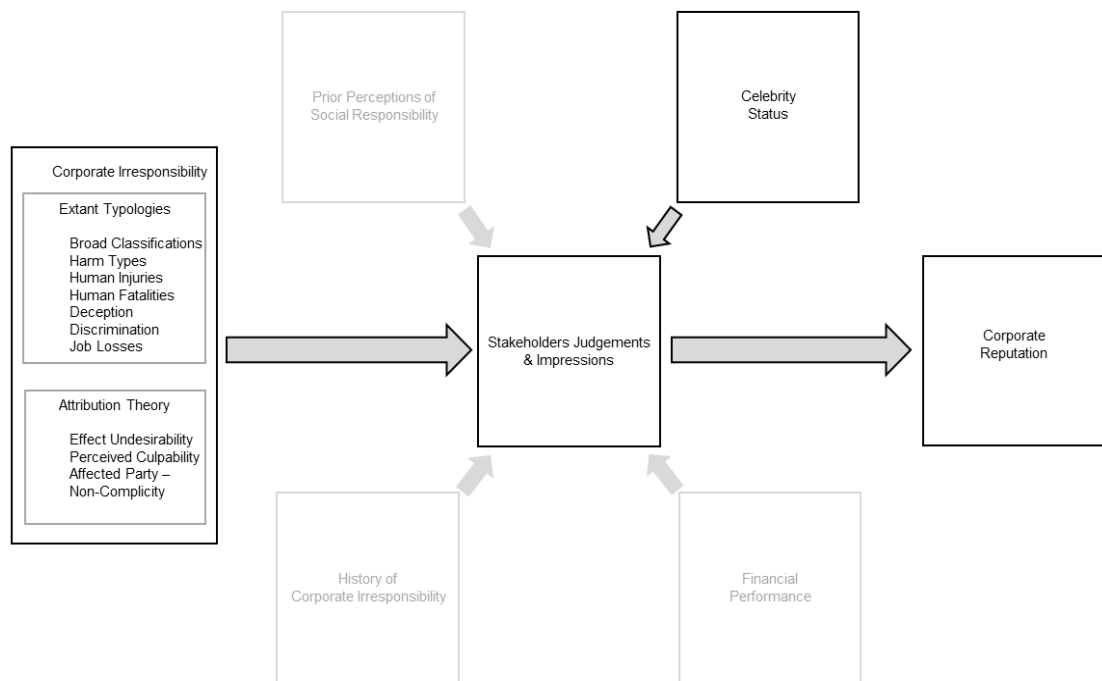 Prior Perceptions of
Social Responsibility
Celebrity
Status
Corporate Irresponsibility
Extant Typologies
Broad Classifications
Harm Types
Human Injuries
Human Fatalities
Deception
Discrimination
Job Losses
Attribution Theory
Effect Undesirability
Perceived Culpability
Affected Party –
Non-Complicity
Stakeholders Judgements
& Impressions
Corporate
Reputation
History of
Corporate Irresponsibility
Financial
Performance